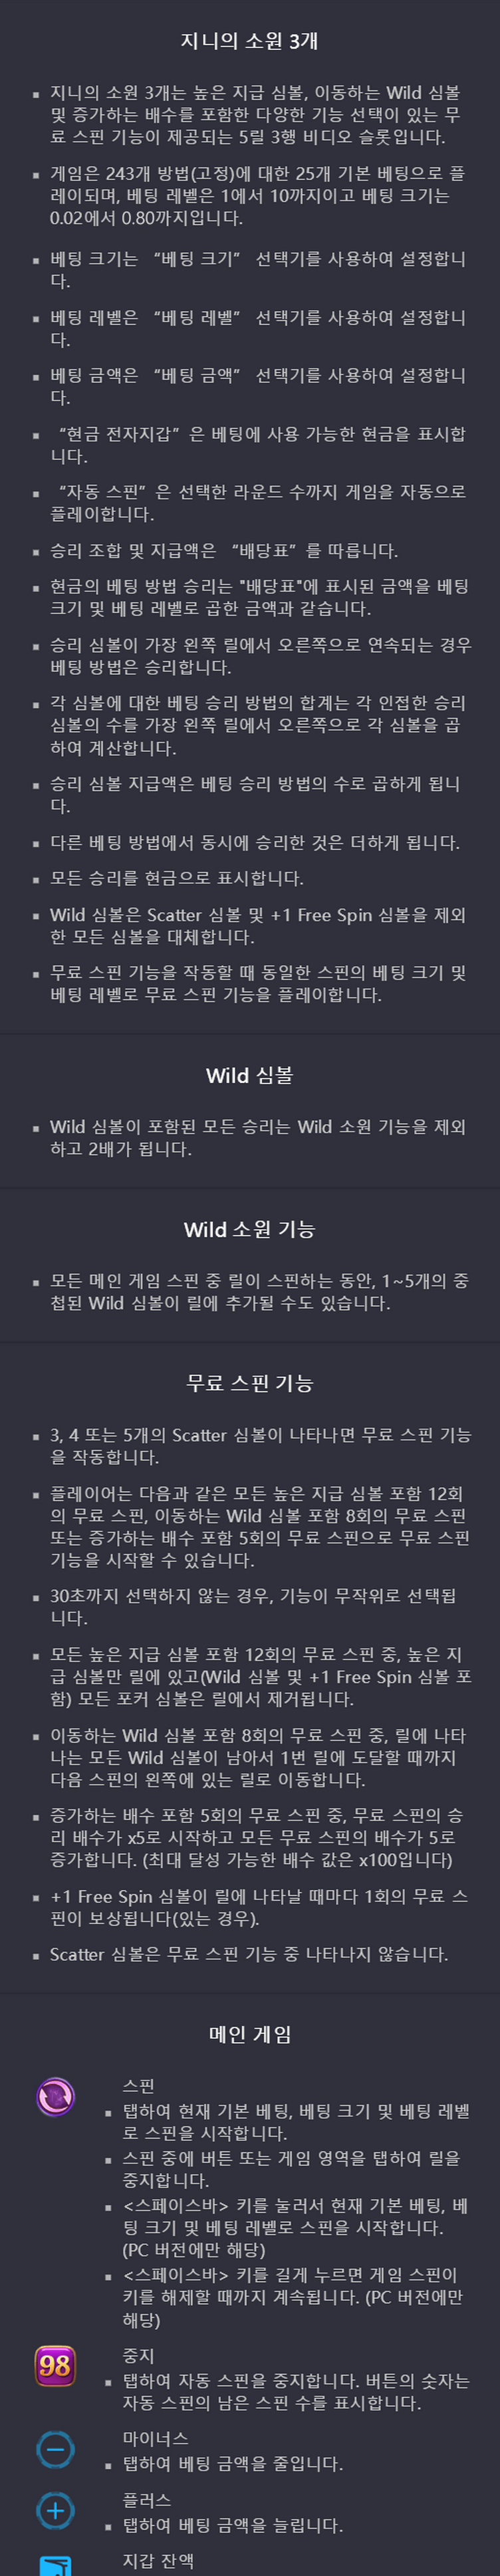 지니의 소원 3개
지니의 소원 3개는 높은 지급 심볼, 이동하는 Wild 심볼
및 증가하는 배수를 포함한 다양한 기능 선택이 있는 무
료 스핀 기능이 제공되는 5릴 3행 비디오 슬롯입니다.
게임은 243개 방법(고정)에 대한 25개 기본 베팅으로 플
레이되며, 베팅 레벨은 1에서 10까지이고 베팅 크기는
0.02에서 0.80까지입니다.
베팅 크기는 “베팅 크기” 선택기를 사용하여 설정합니
다.
베팅 레벨은 “베팅 레벨” 선택기를 사용하여 설정합니
다.
베팅 금액은 “베팅 금액” 선택기를 사용하여 설정합니
다.
“현금 전자지갑” 은 베팅에 사용 가능한 현금을 표시합
니다.
“자동 스핀” 은 선택한 라운드 수까지 게임을 자동으로
플레이합니다.
승리 조합 및 지급액은 “배당표” 를 따릅니다.
현금의 베팅 방법 승리는 "배당표"에 표시된 금액을 베팅
크기 및 베팅 레벨로 곱한 금액과 같습니다.
승리 심볼이 가장 왼쪽 릴에서 오른쪽으로 연속되는 경우
베팅 방법은 승리합니다.
각 심볼에 대한 베팅 승리 방법의 합계는 각 인접한 승리
심볼의 수를 가장 왼쪽 릴에서 오른쪽으로 각 심볼을 곱
하여 계산합니다.
승리 심볼 지급액은 베팅 승리 방법의 수로 곱하게 됩니
다.
다른 베팅 방법에서 동시에 승리한 것은 더하게 됩니다.
모든 승리를 현금으로 표시합니다.
Wild 심볼은 Scatter 심볼 및 +1 Free Spin 심볼을 제외
한 모든 심볼을 대체합니다.
무료 스핀 기능을 작동할 때 동일한 스핀의 베팅 크기 및
베팅 레벨로 무료 스핀 기능을 플레이합니다.
Wild 심볼
Wild 심볼이 포함된 모든 승리는 Wild 소원 기능을 제외
하고 2배가 됩니다.
Wild 소원 기능
모든 메인 게임 스핀 중 릴이 스핀하는 동안, 1~5개의 중
첩된 Wild 심볼이 릴에 추가될 수도 있습니다.
무료 스핀 기능
3, 4 또는 5개의 Scatter 심볼이 나타나면 무료 스핀 기능
을 작동합니다.
플레이어는 다음과 같은 모든 높은 지급 심볼 포함 12회
의 무료 스핀, 이동하는 Wild 심볼 포함 8회의 무료 스핀
또는 증가하는 배수 포함 5회의 무료 스핀으로 무료 스핀
기능을 시작할 수 있습니다.
30초까지 선택하지 않는 경우, 기능이 무작위로 선택됩
니다.
모든 높은 지급 심볼 포함 12회의 무료 스핀 중, 높은 지
급 심볼만 릴에 있고(Wild 심볼 및 +1 Free Spin 심볼 포
함) 모든 포커 심볼은 릴에서 제거됩니다.
이동하는 Wild 심볼 포함 8회의 무료 스핀 중, 릴에 나타
나는 모든 Wild 심볼이 남아서 1번 릴에 도달할 때까지
다음 스핀의 왼쪽에 있는 릴로 이동합니다.
증가하는 배수 포함 5회의 무료 스핀 중, 무료 스핀의 승
리 배수가 x5로 시작하고 모든 무료 스핀의 배수가 5로
증가합니다. (최대 달성 가능한 배수 값은 x100입니다)
+1 Free Spin 심볼이 릴에 나타날 때마다 1회의 무료 스
핀이 보상됩니다(있는 경우).
Scatter 심볼은 무료 스핀 기능 중 나타나지 않습니다.
메인 게임
스핀
탭하여 현재 기본 베팅, 베팅 크기 및 베팅 레벨
로 스핀을 시작합니다.
스핀 중에 버튼 또는 게임 영역을 탭하여 릴을
중지합니다.
<스페이스바> 키를 눌러서 현재 기본 베팅, 베
팅 크기 및 베팅 레벨로 스핀을 시작합니다.
(PC 버전에만 해당)
<스페이스바> 키를 길게 누르면 게임 스핀이
키를 해제할 때까지 계속됩니다. (PC 버전에만
해당)
98
중지
탭하여 자동 스핀을 중지합니다. 버튼의 숫자는
자동 스핀의 남은 스핀 수를 표시합니다.
마이너스
탭하여 베팅 금액을 줄입니다.
플러스
탭하여 베팅 금액을 늘립니다.
지갑 잔액